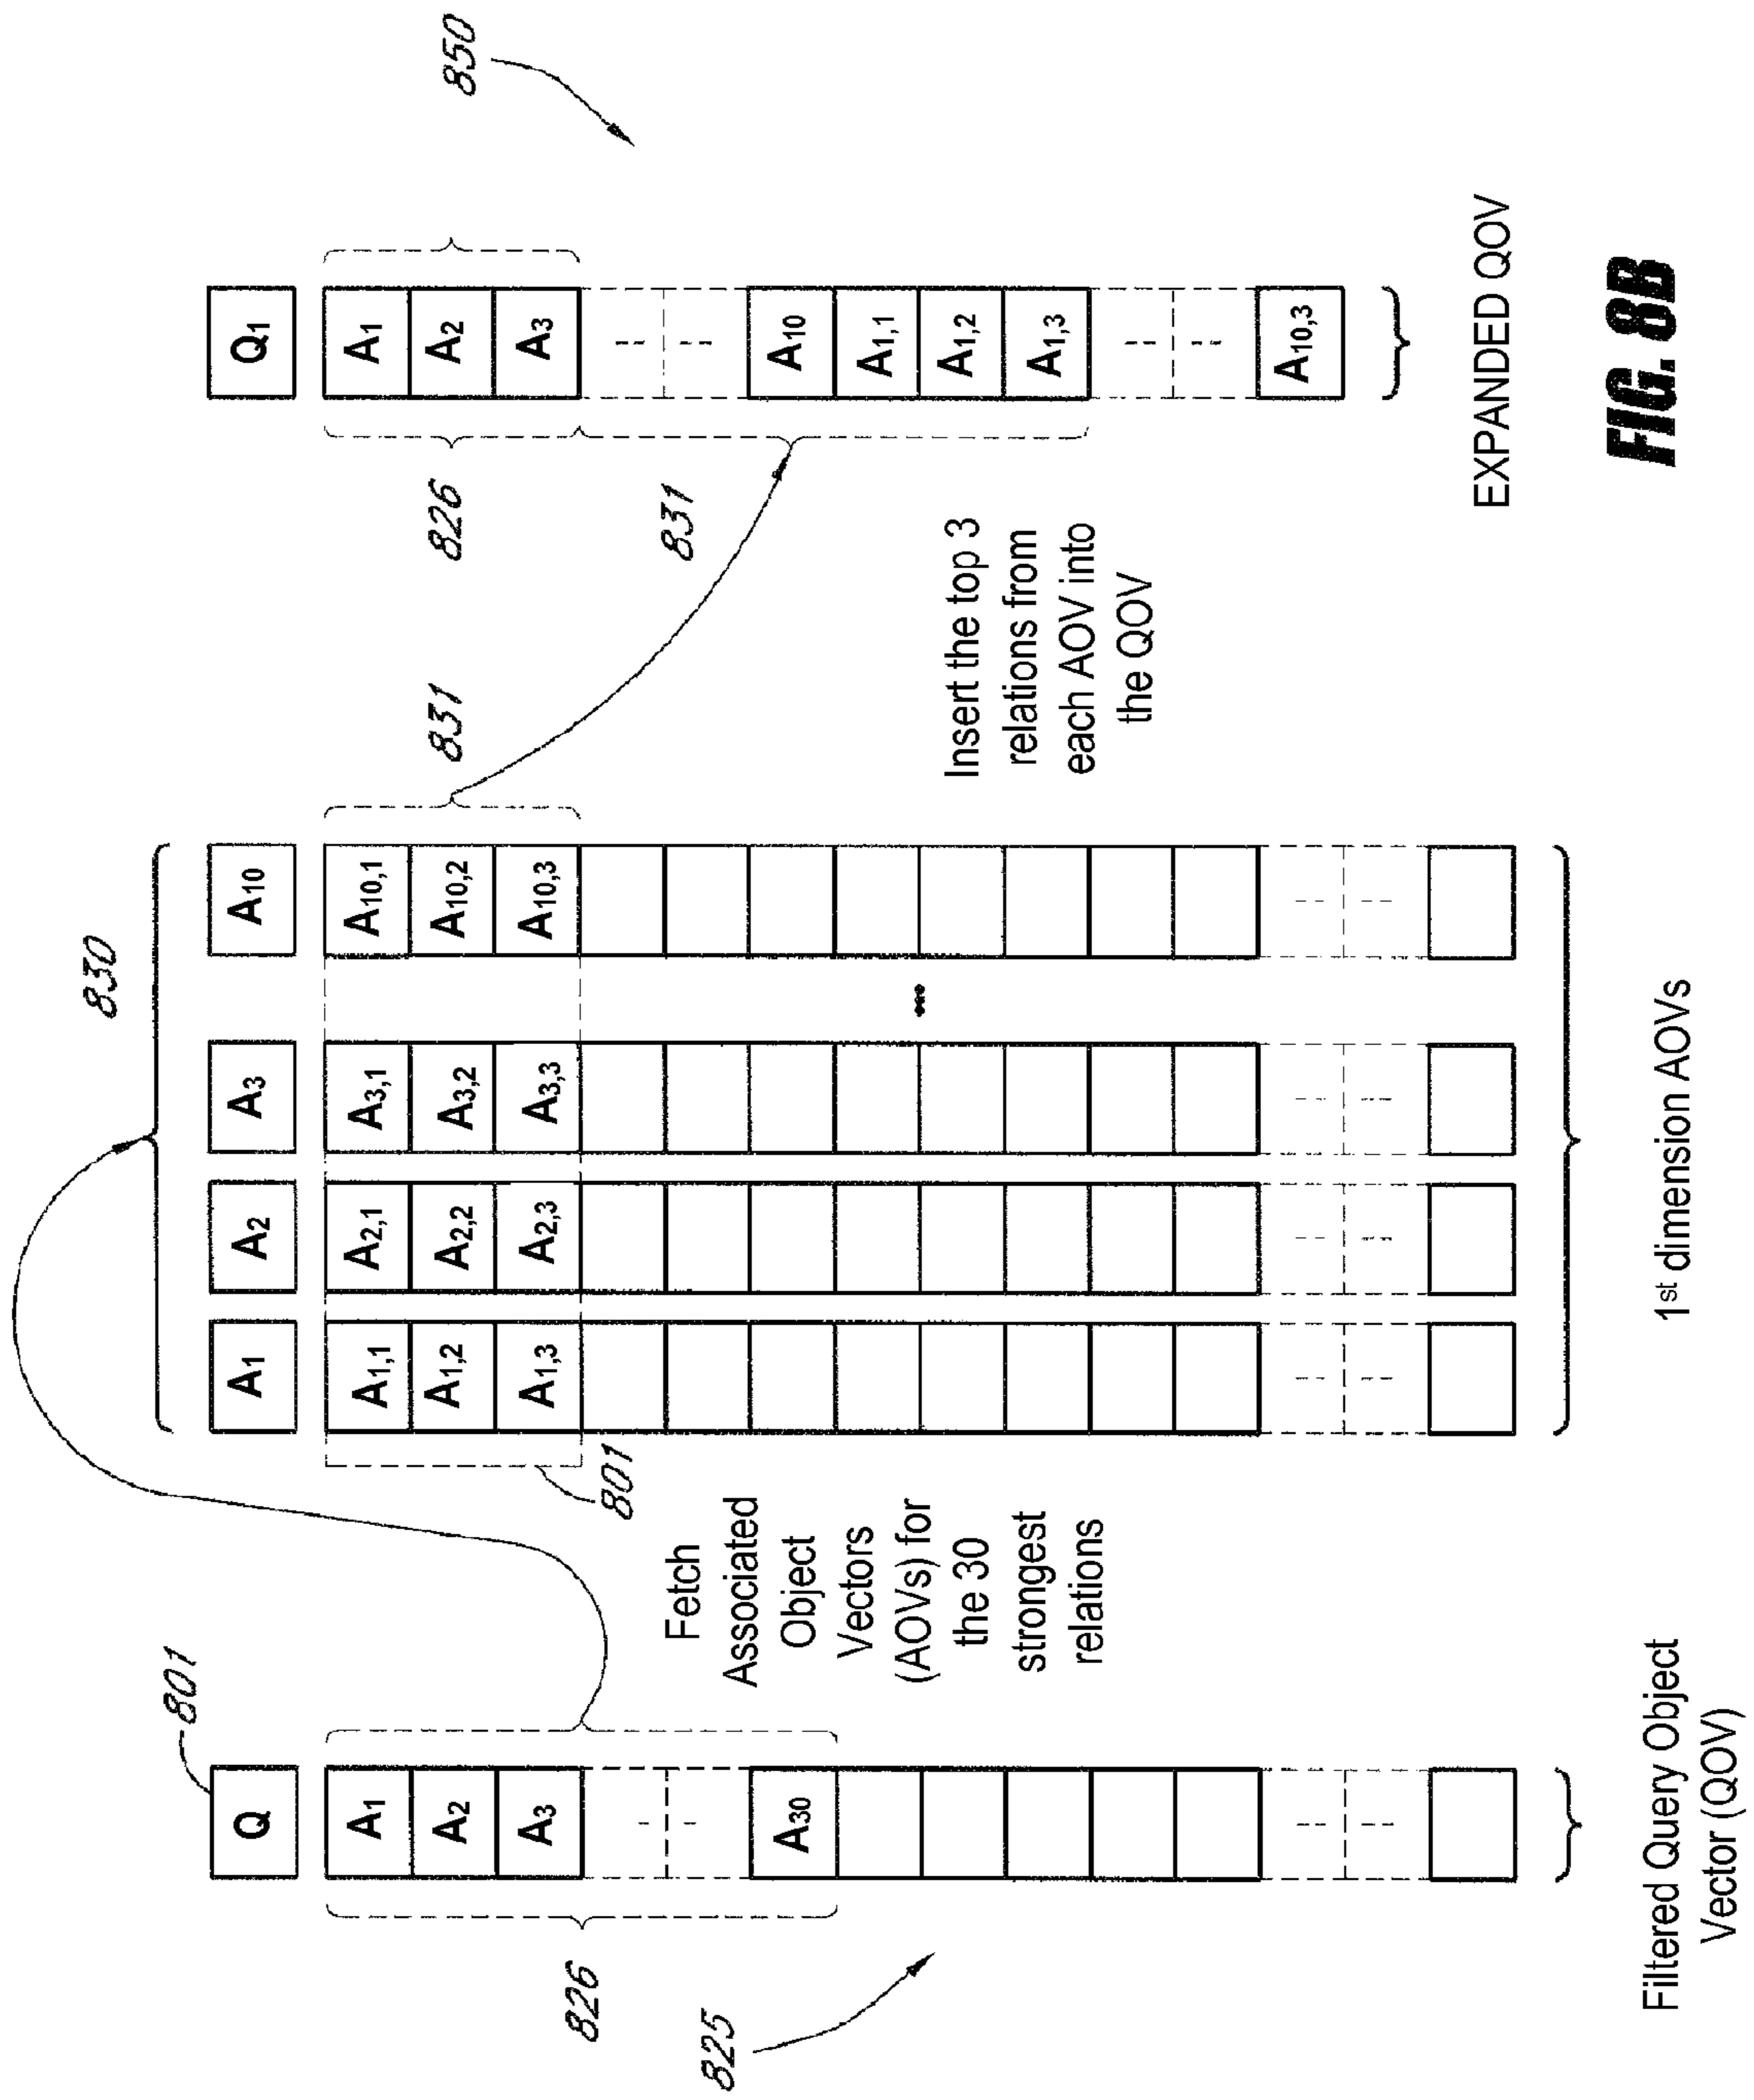 801
Q
A1
A2
A3
A30
826
825
Filtered Query Object
Vector (QOV)
Fetch
Associated
Object
Vectors
(AOVs) for
the 30
strongest
relations
830
A1 A2 A3 A10
A1,1 A2,1 A3,1 A10,1
A1,2 A2,2 A3,2 A10,2
A1,3 A2,3 A3,3 A10,3
801
831
1st dimension AOVs
Insert the top 3
relations from
each AOV into
the QOV
Q1
A1
A2
A3
A10
A1,1
A1,2
A1,3
A10,3
826
831
850
EXPANDED QOV
FIG. 8B